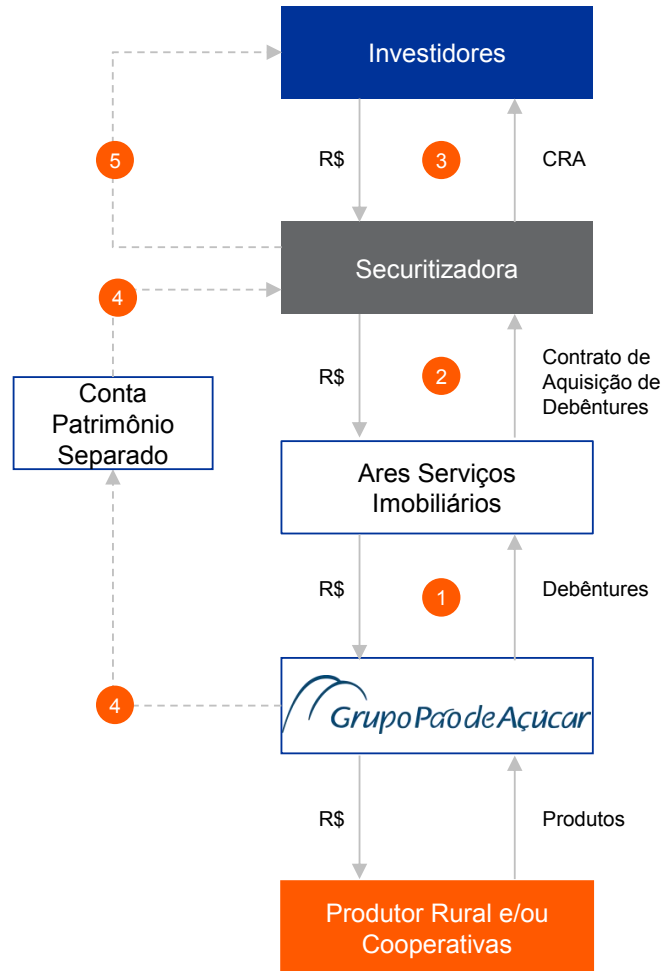 Investidores
5
R$
3
CRA
Securitizadora
4
R$
2
Contrato de
Aquisição de
Debêntures
Conta
Patrimônio
Separado
Ares Serviços
Imobiliários
R$
1
Debêntures
4
Grupo Pão de Açúcar
R$
Produtos
Produtor Rural e/ou
Cooperativas